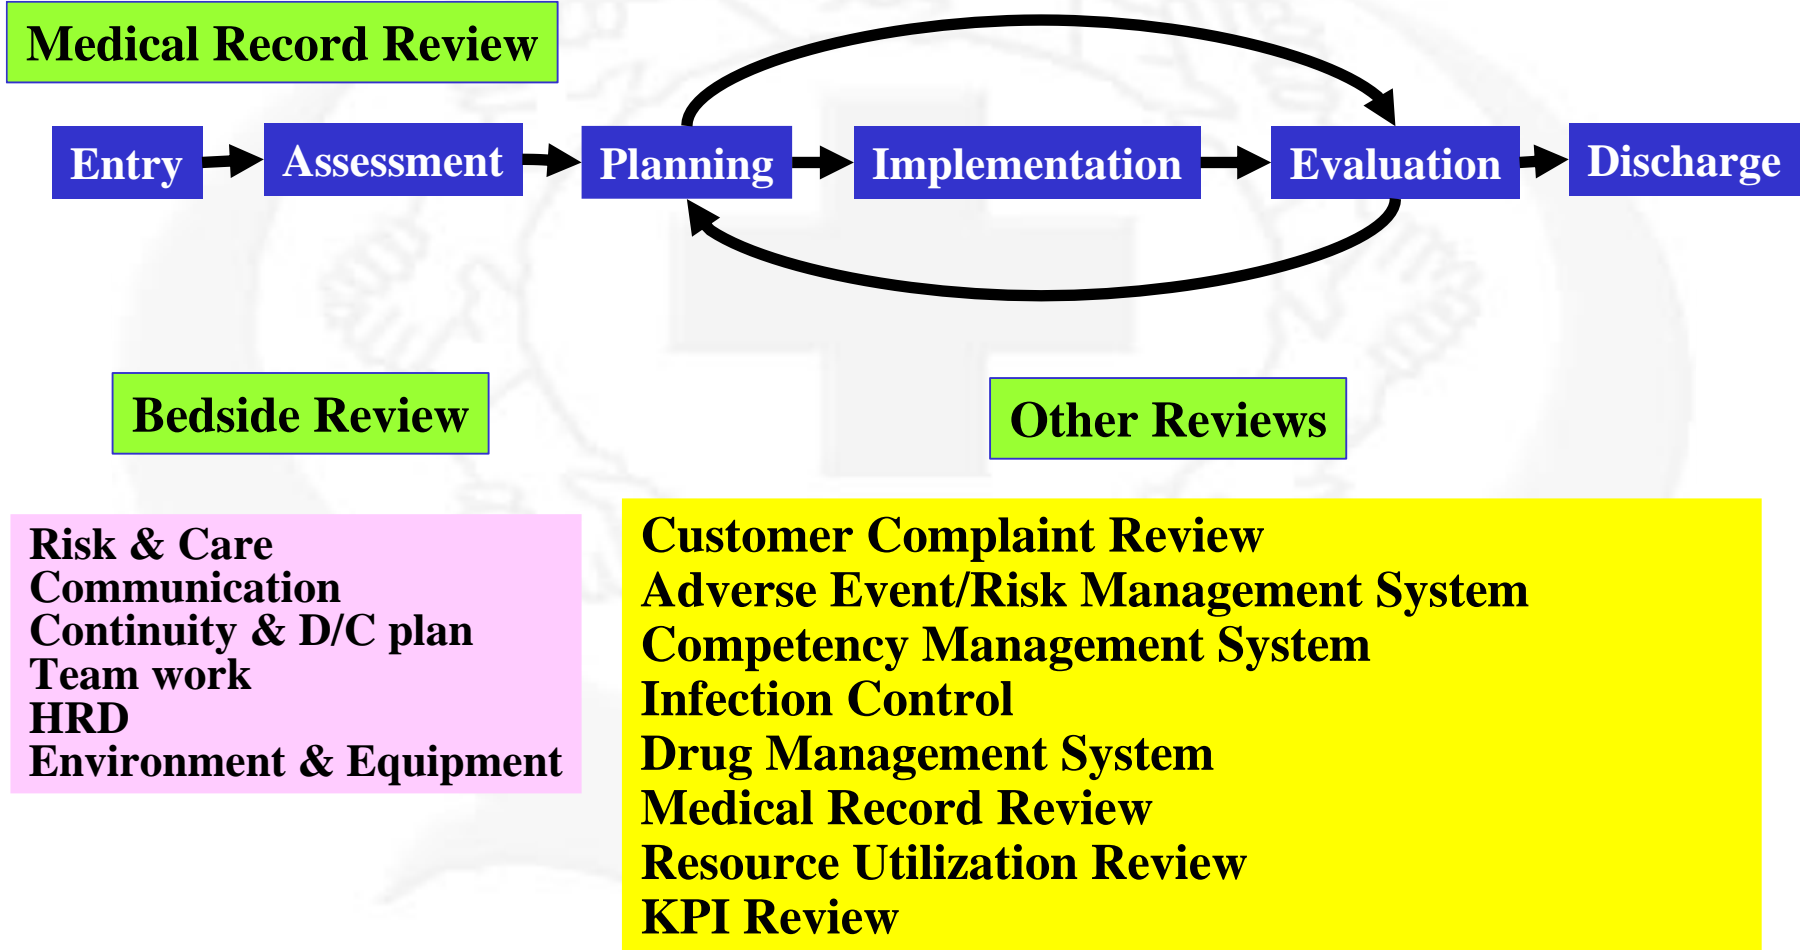 Medical Record Review
Entry
Assessment
Planning
Implementation
Evaluation
Discharge
Bedside Review
Other Reviews
Risk & Care
Communication
Continuity & D/C plan
Team work
HRD
Environment & Equipment
Customer Complaint Review
Adverse Event/Risk Management System
Competency Management System
Infection Control
Drug Management System
Medical Record Review
Resource Utilization Review
KPI Review